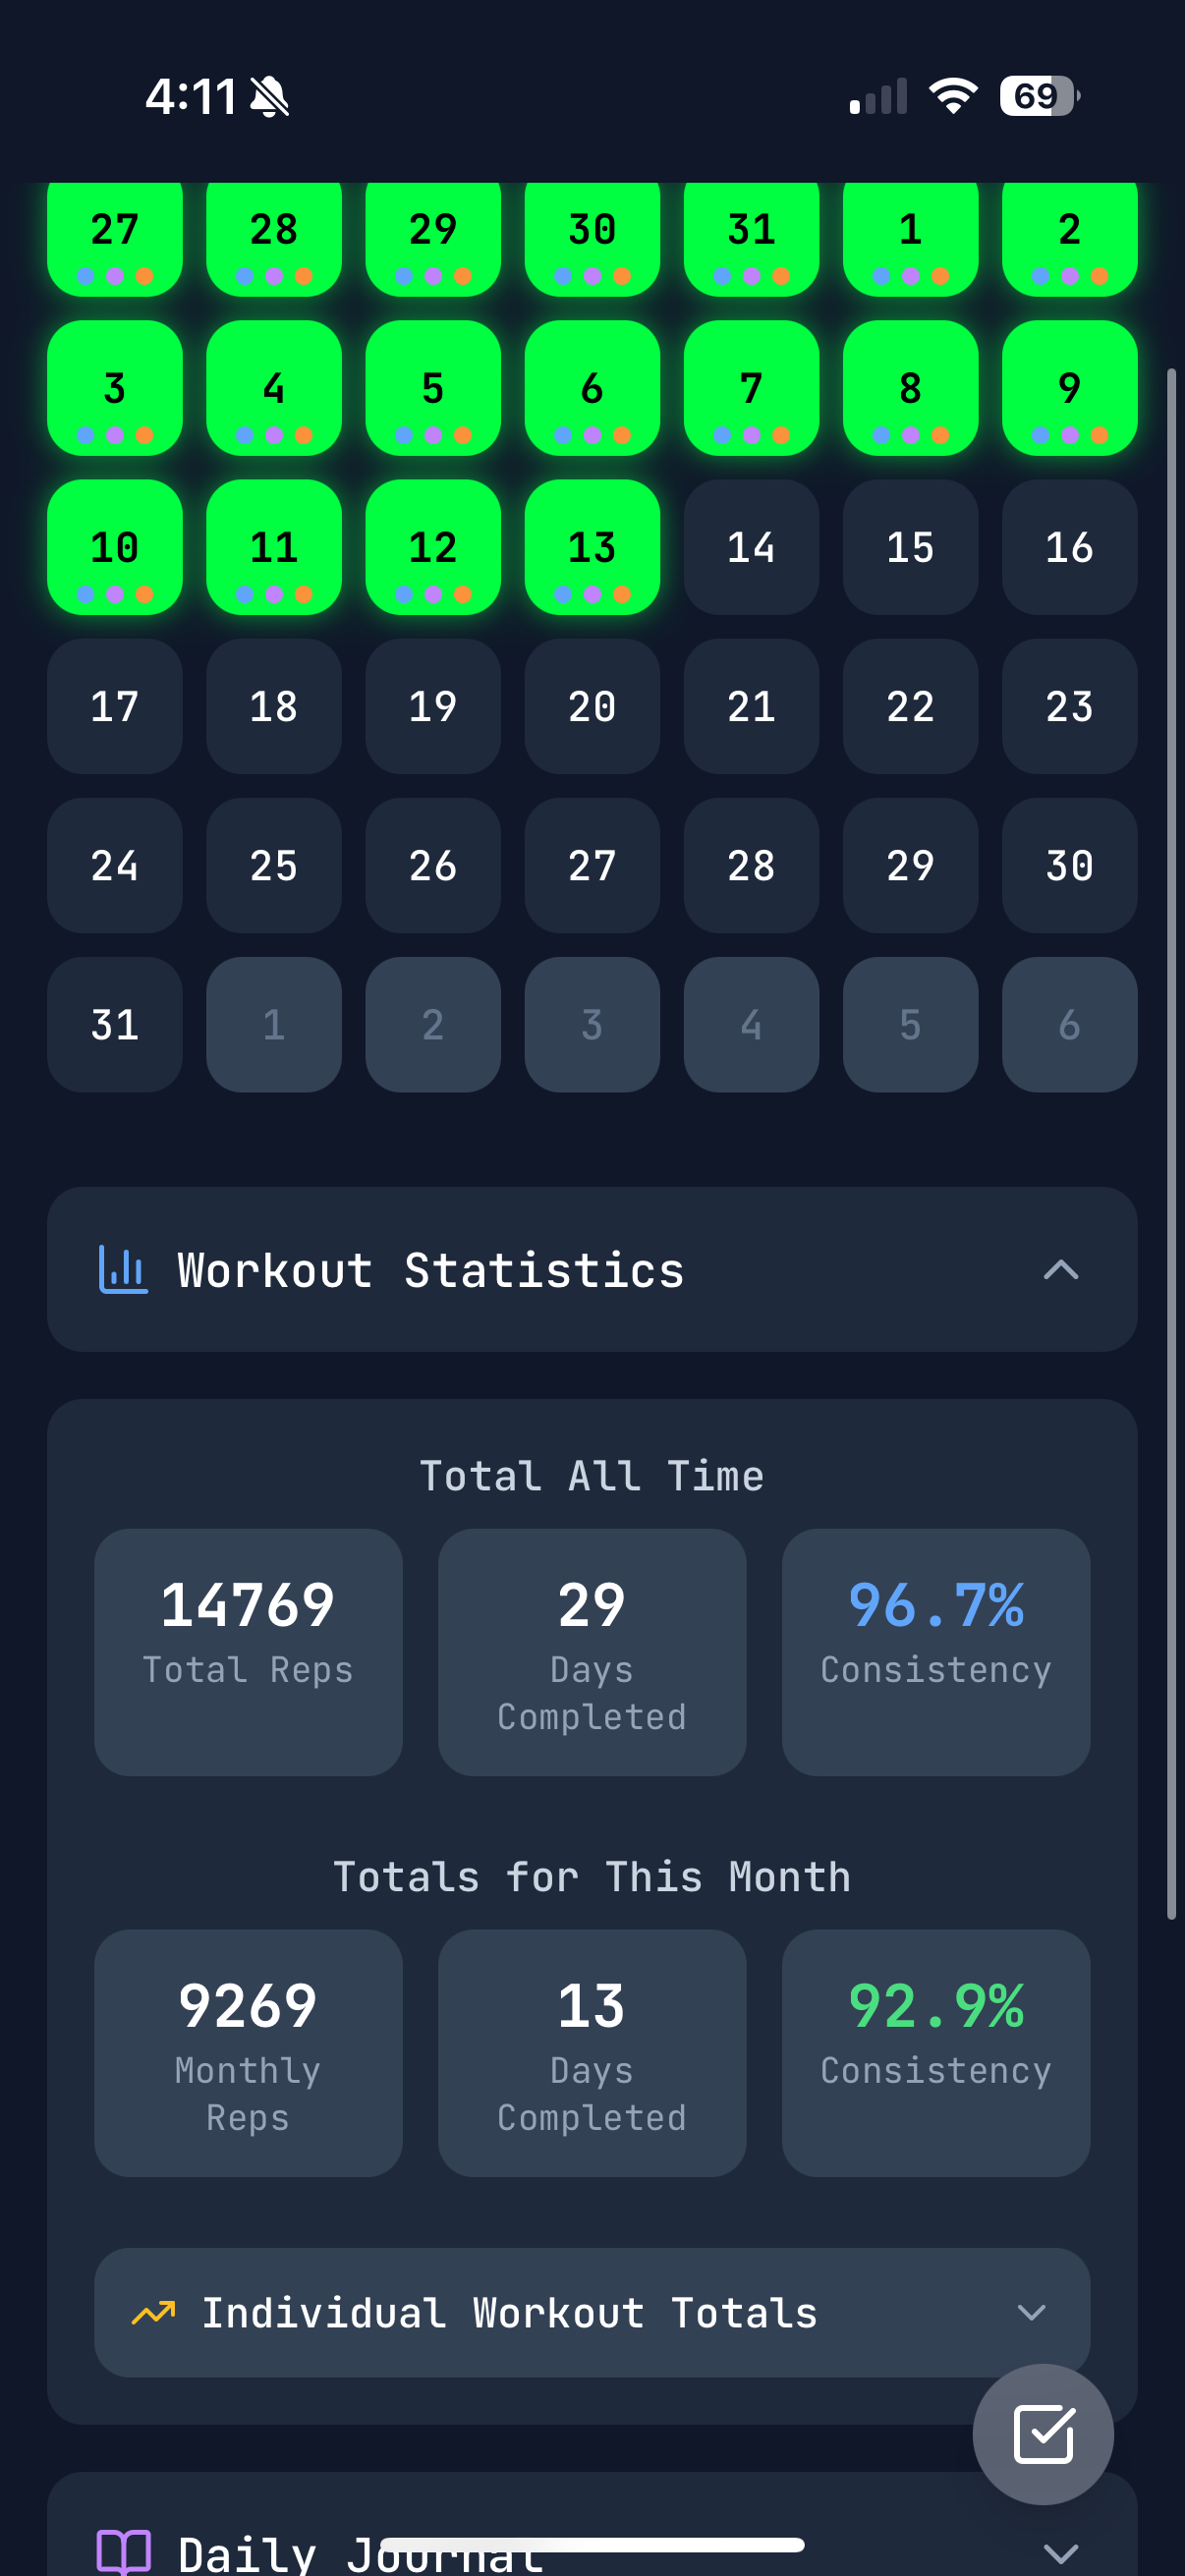 4:11 69
27 28 29 30 31 1 2
3 4 5 6 7 8 9
10 11 12 13 14 15 16
17 18 19 20 21 22 23
24 25 26 27 28 29 30
31 1 2 3 4 5 6
Workout Statistics
Total All Time
14769 29 96.7%
Total Reps Days Consistency
Completed
Totals for This Month
9269 13 92.9%
Monthly Days Consistency
Reps Completed
Individual Workout Totals
Daily Journal